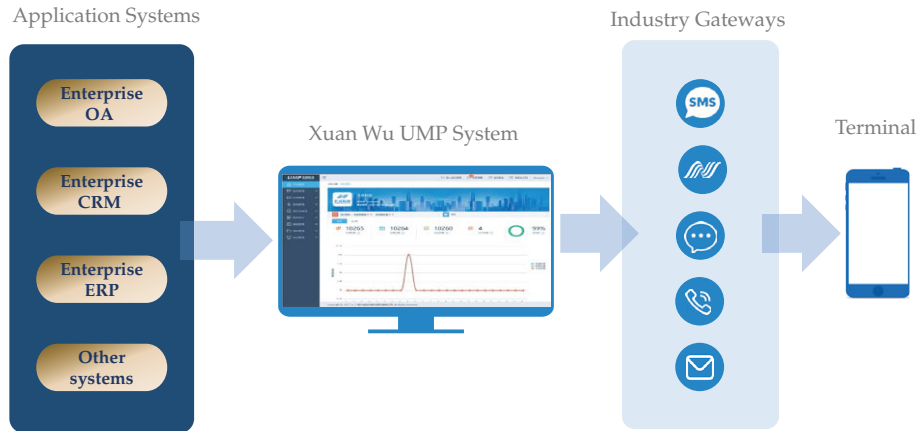 Application Systems
Enterprise
OA
Enterprise
CRM
Enterprise
ERP
Other
systems
Xuan Wu UMP System
10265
10264
10260
4
99%
Industry Gateways
SMS
Terminal